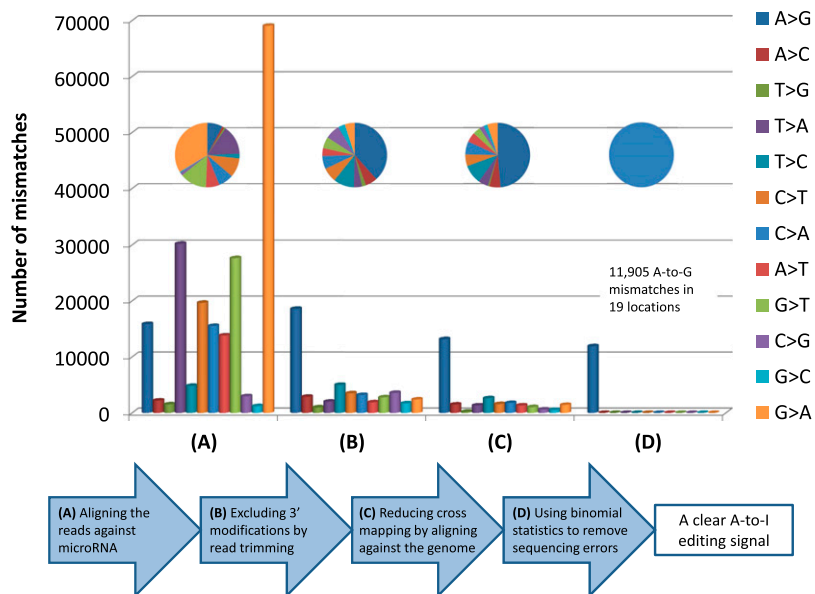 Number of mismatches
70000
60000
50000
40000
30000
20000
10000
0
11,905 A-to-G
mismatches in
19 locations
(A)
(B)
(C)
(D)
A>G
A>C
T>G
T>A
T>C
C>T
C>A
A>T
G>T
C>G
G>C
G>A
(A) Aligning the
reads against
microRNA
(B) Excluding 3’
modifications by
read trimming
(C) Reducing cross
mapping by aligning
against the genome
(D) Using binomial
statistics to remove
sequencing errors
A clear A-to-I
editing signal